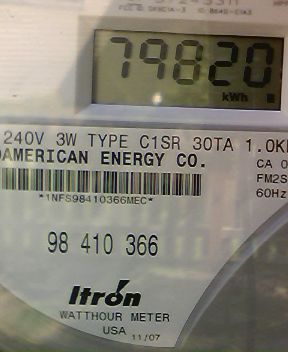 79820
kWh
240V 3W TYPE C1SR 30TA 1.0K
AMERICAN ENERGY CO.
CA 0
FM2S
60Hz
*1NFS98410366MEC*
98 410 366
Itron
WATTHOUR METER
USA 11/07